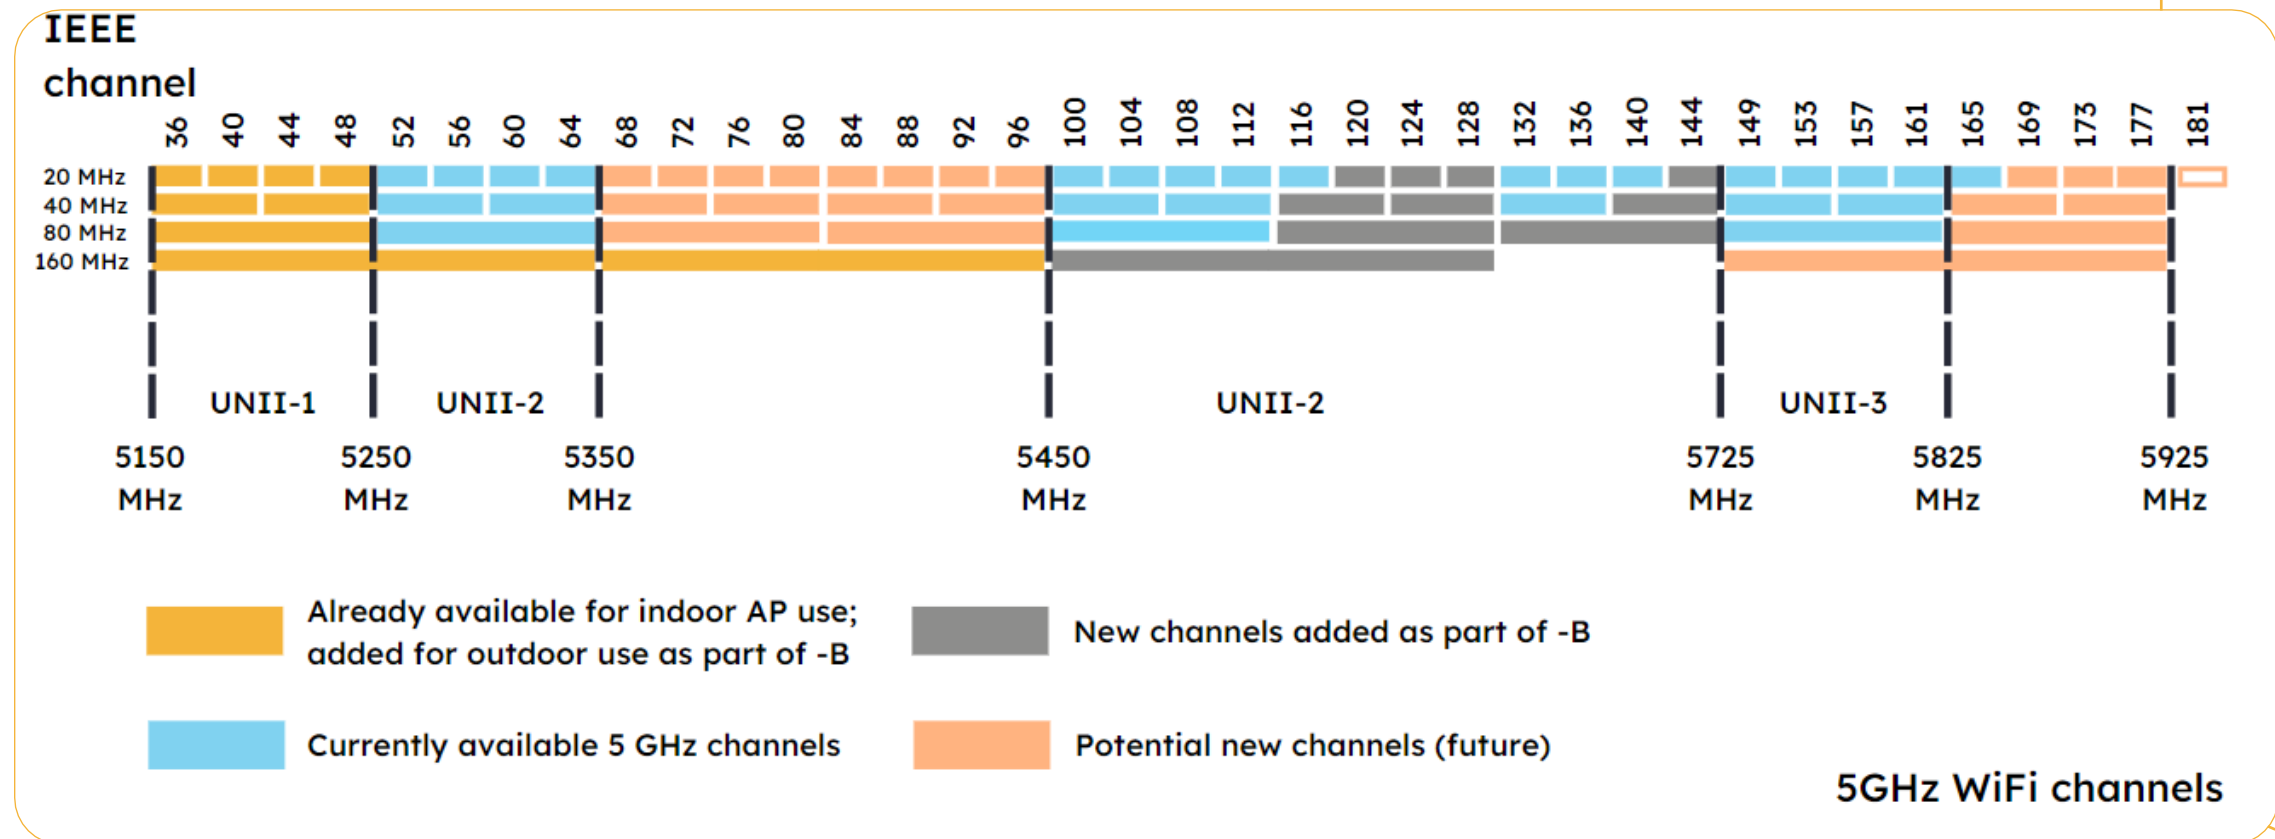 IEEE
channel
36 40 44 48 52 56 60 64 68 72 76 80 84 88 92 96 100 104 108 112 116 120 124 128 132 136 140 144 149 153 157 161 165 169 173 177 181
20 MHz
40 MHz
80 MHz
160 MHz
UNII-1 UNII-2 UNII-2 UNII-3
5150 5250 5350 5450 5725 5825 5925
MHz MHz MHz MHz MHz MHz MHz
Already available for indoor AP use;
added for outdoor use as part of -B
New channels added as part of -B
Currently available 5 GHz channels
Potential new channels (future)
5GHz WiFi channels